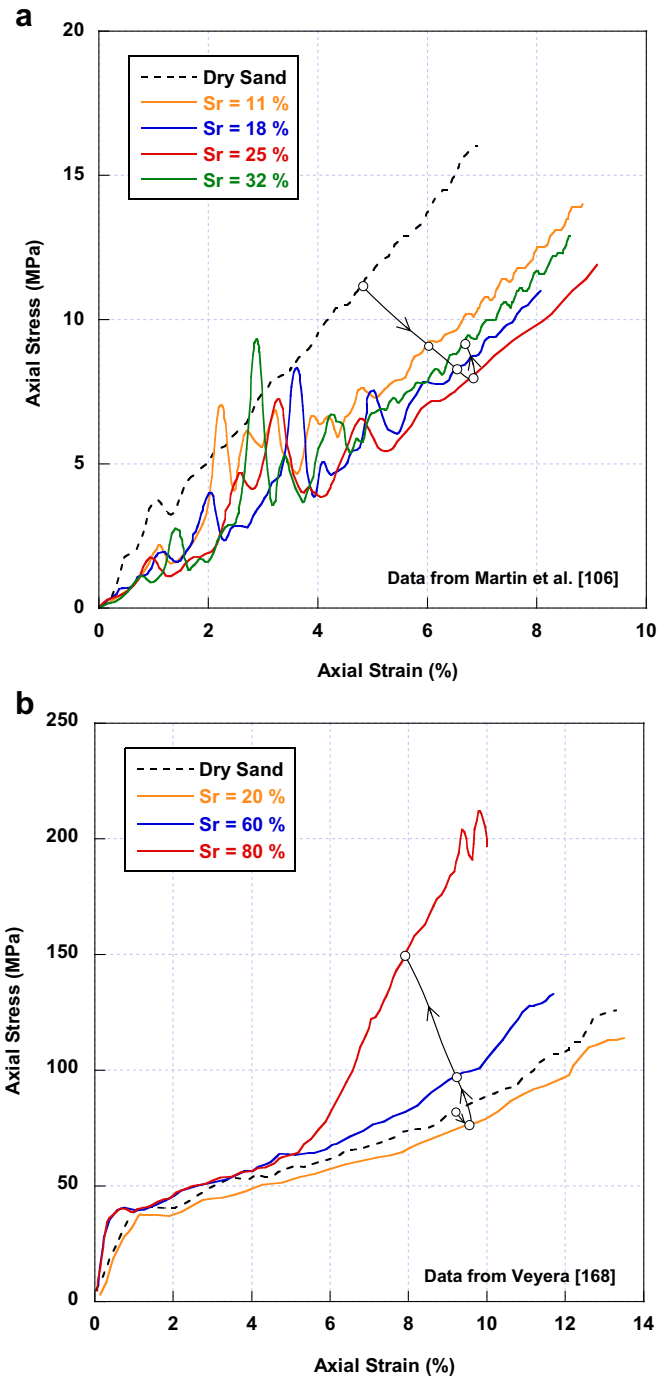 a
20
15
10
5
0
Axial Stress (MPa)
Dry Sand
Sr = 11 %
Sr = 18 %
Sr = 25 %
Sr = 32 %
Data from Martin et al. [106]
0 2 4 6 8 10
Axial Strain (%)
b
250
200
150
100
50
0
Axial Stress (MPa)
Dry Sand
Sr = 20 %
Sr = 60 %
Sr = 80 %
Data from Veyera [168]
0 2 4 6 8 10 12 14
Axial Strain (%)